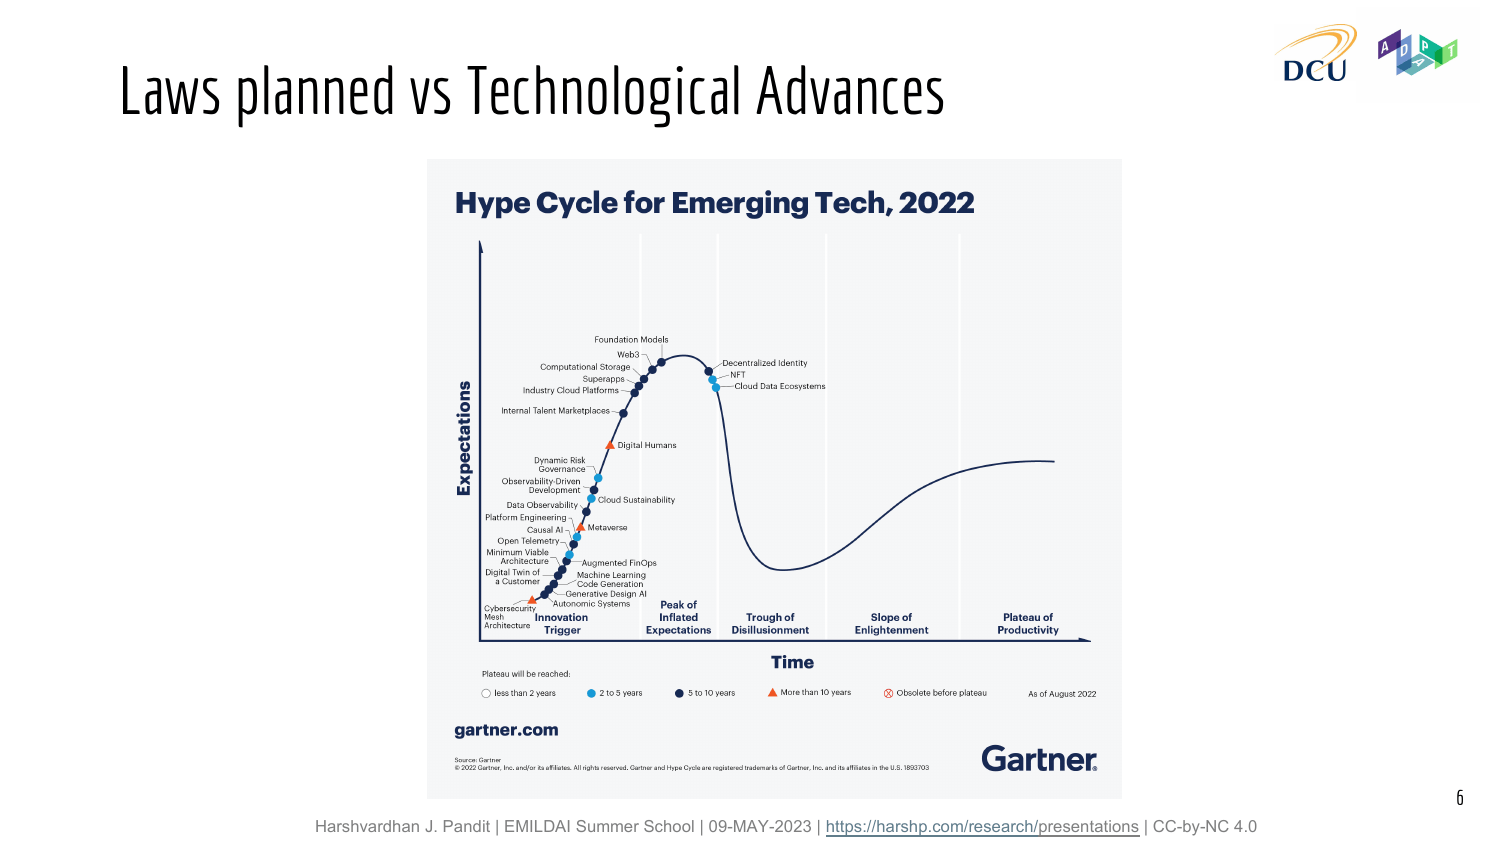 Laws planned vs Technological Advances
DCU
ADAPT
Hype Cycle for Emerging Tech, 2022
Expectations
Foundation Models
Web3
Computational Storage
Superapps
Industry Cloud Platforms
Internal Talent Marketplaces
Decentralized Identity
NFT
Cloud Data Ecosystems
Digital Humans
Dynamic Risk
Governance
Observability-Driven
Development
Cloud Sustainability
Data Observability
Platform Engineering
Metaverse
Causal AI
Open Telemetry
Minimum Viable
Architecture
Augmented FinOps
Digital Twin of
a Customer
Machine Learning
Code Generation
Generative Design AI
Autonomic Systems
Cybersecurity
Mesh
Architecture
Innovation
Trigger
Peak of
Inflated
Expectations
Trough of
Disillusionment
Slope of
Enlightenment
Plateau of
Productivity
Time
Plateau will be reached:
less than 2 years
2 to 5 years
5 to 10 years
More than 10 years
Obsolete before plateau
As of August 2022
gartner.com
Source: Gartner
© 2022 Gartner, Inc. and/or its affiliates. All rights reserved. Gartner and Hype Cycle are registered trademarks of Gartner, Inc. and its affiliates in the U.S. 1893703
Gartner®
6
Harshvardhan J. Pandit | EMILDAI Summer School | 09-MAY-2023 | https://harshp.com/research/presentations | CC-by-NC 4.0